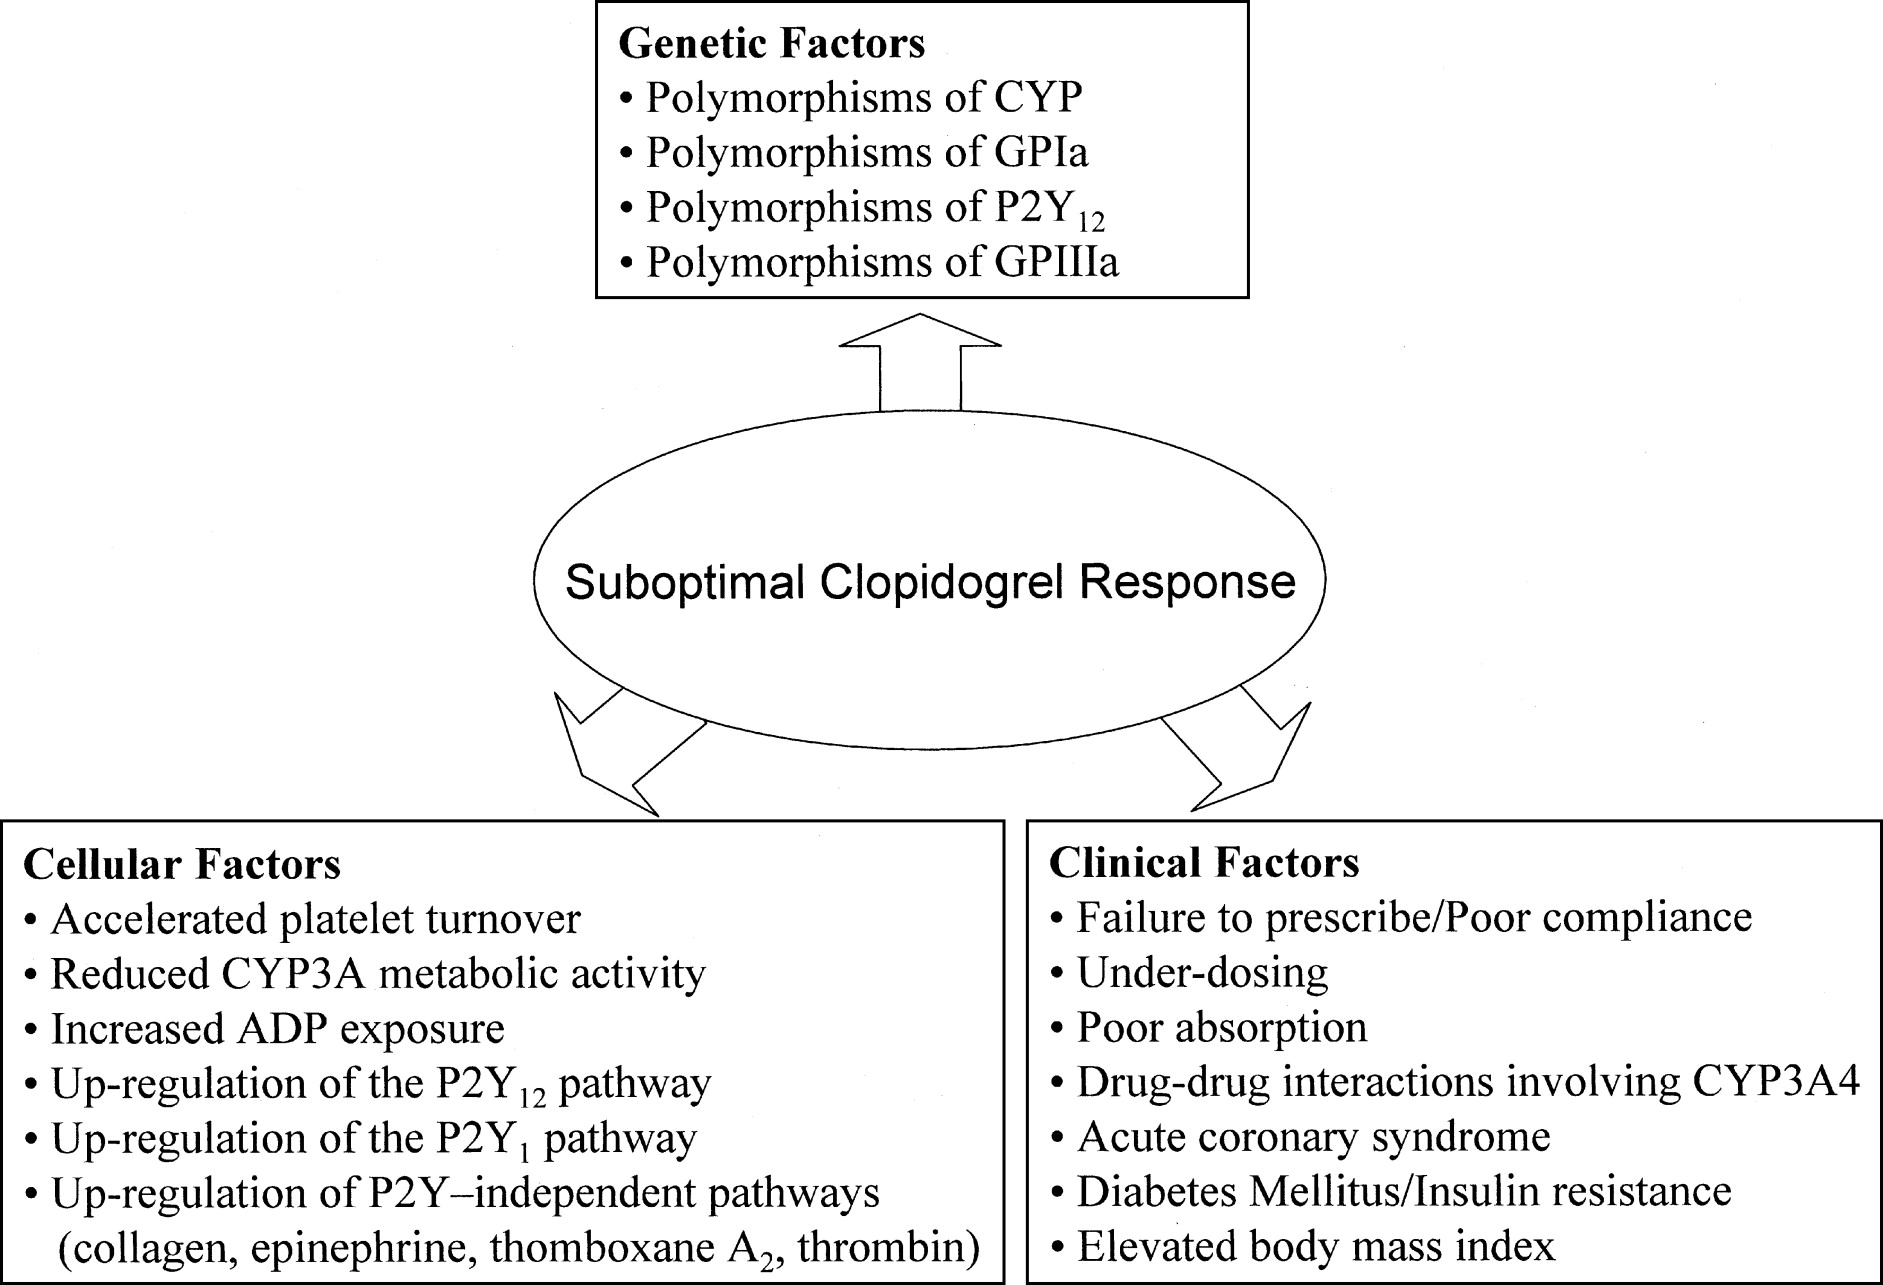 Genetic Factors
• Polymorphisms of CYP
• Polymorphisms of GPIa
• Polymorphisms of P2Y12
• Polymorphisms of GPIIIa
Suboptimal Clopidogrel Response
Cellular Factors
• Accelerated platelet turnover
• Reduced CYP3A metabolic activity
• Increased ADP exposure
• Up-regulation of the P2Y12 pathway
• Up-regulation of the P2Y1 pathway
• Up-regulation of P2Y–independent pathways
(collagen, epinephrine, thomboxane A2, thrombin)
Clinical Factors
• Failure to prescribe/Poor compliance
• Under-dosing
• Poor absorption
• Drug-drug interactions involving CYP3A4
• Acute coronary syndrome
• Diabetes Mellitus/Insulin resistance
• Elevated body mass index